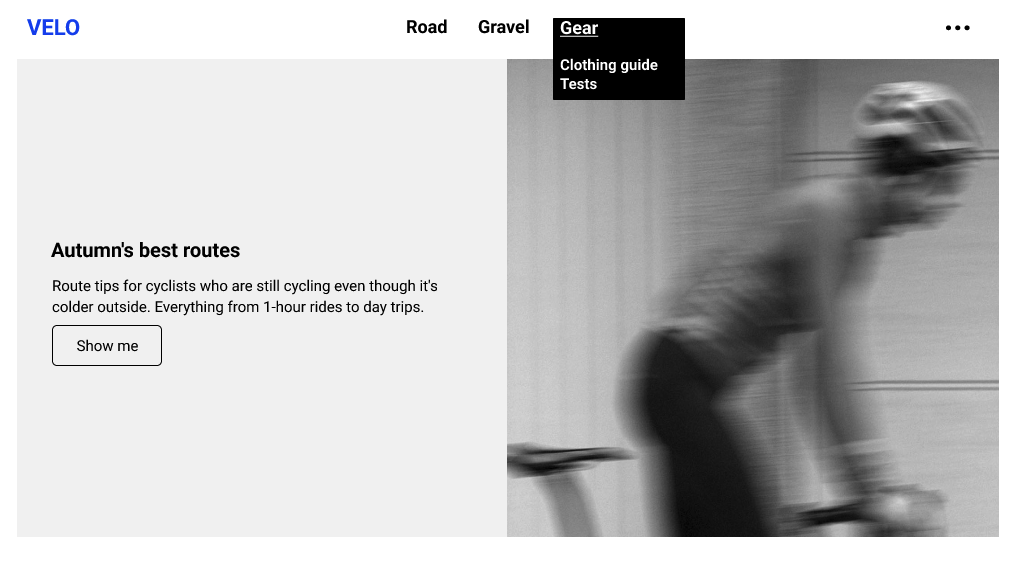 VELO
Road
Gravel
Gear
Clothing guide
Tests
Autumn's best routes
Route tips for cyclists who are still cycling even though it's
colder outside. Everything from 1-hour rides to day trips.
Show me